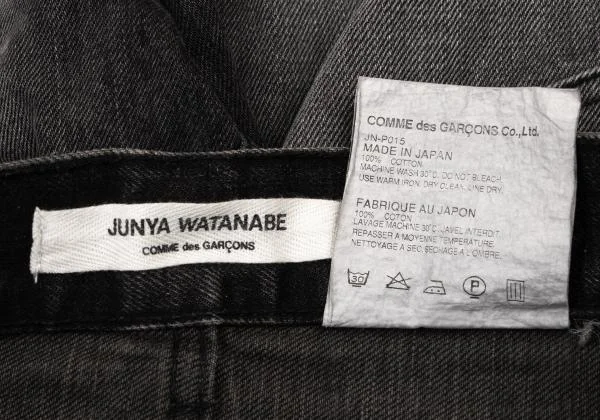 JUNYA WATANABE
COMME des GARÇONS
COMME des GARÇONS Co.,Ltd.
JN-P015
MADE IN JAPAN
100% COTTON
MACHINE WASH 30°C. DO NOT BLEACH.
USE WARM IRON. DRY CLEAN. LINE DRY.
FABRIQUE AU JAPON
100% COTON
LAVAGE MACHINE 30°C. JAVEL INTERDIT.
REPASSER A MOYENNE TEMPERATURE.
NETTOYAGE A SEC. SECHAGE A L'OMBRE.
30
P